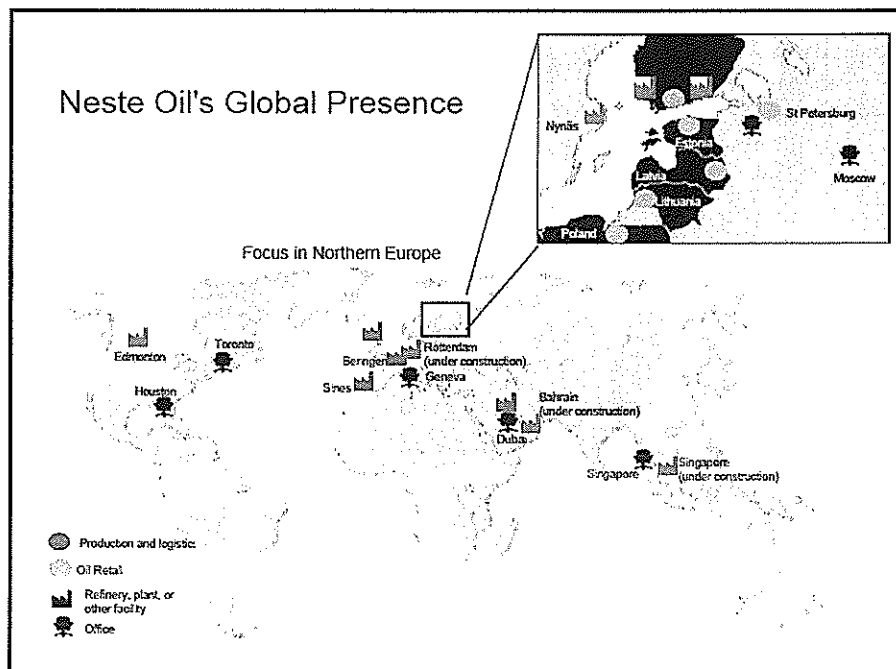 Neste Oil's Global Presence
Nynäs
St Petersburg
Estonia
Latvia
Moscow
Lithuania
Poland
Focus in Northern Europe
Edmonton
Toronto
Houston
Rotterdam
(under construction)
Beringen
Geneva
Sines
Bahrain
(under construction)
Dubai
Singapore
Singapore
(under construction)
Production and logistics
Oil Retail
Refinery, plant, or
other facility
Office